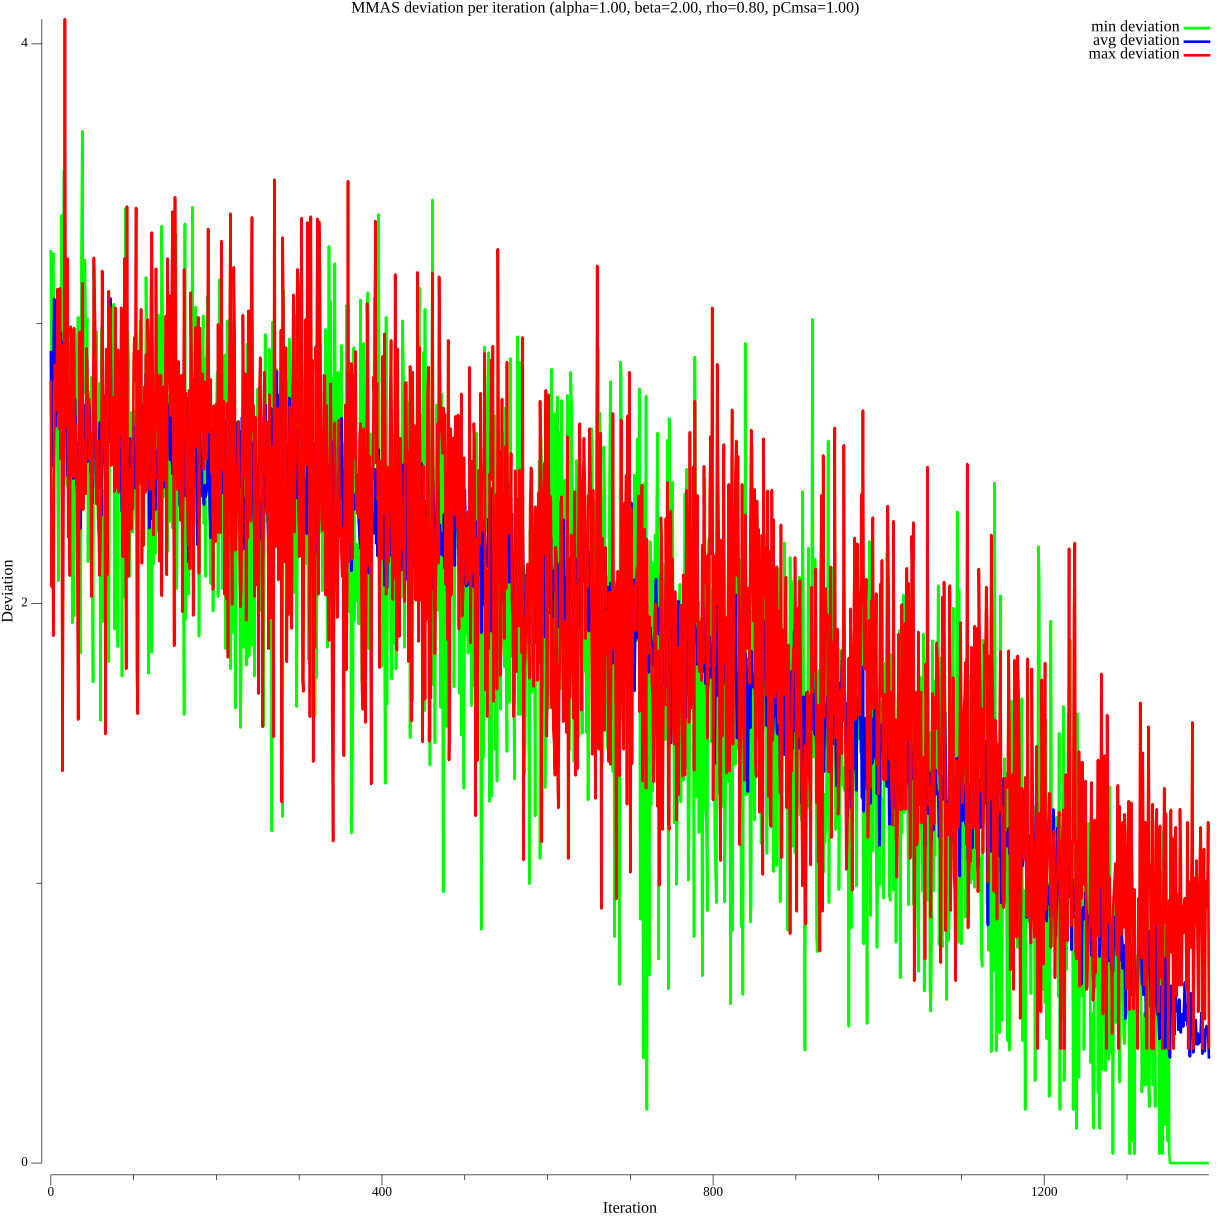 MMAS deviation per iteration (alpha=1.00, beta=2.00, rho=0.80, pCmsa=1.00)
min deviation
avg deviation
max deviation
4
2
0
Deviation
0
400
800
1200
Iteration